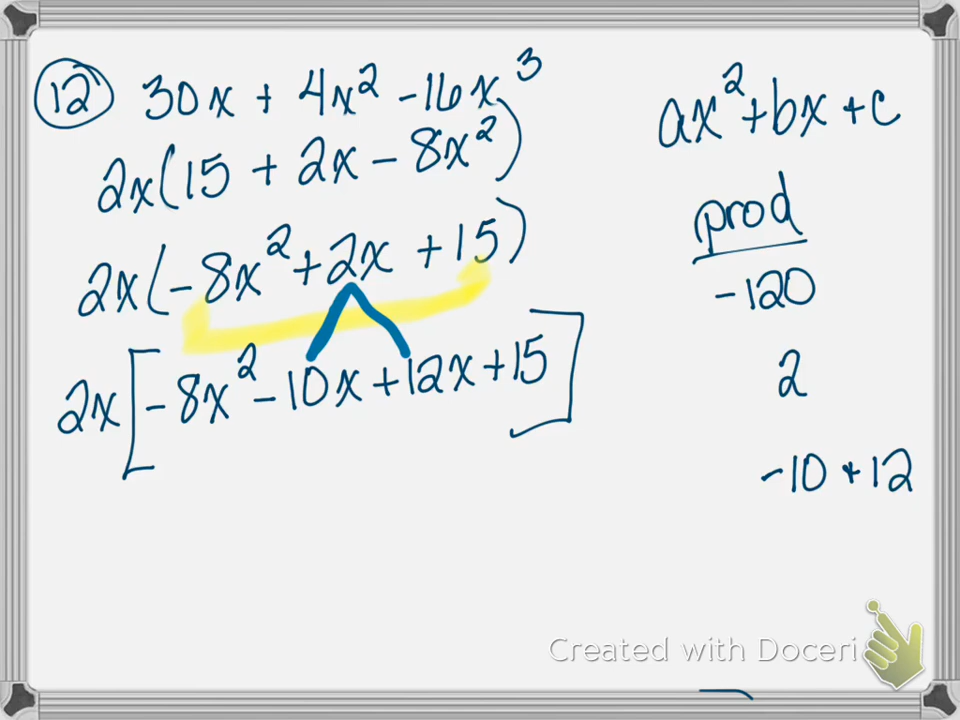 12 30x + 4x² - 16x³
2x(15 + 2x - 8x²)
2x(-8x² + 2x + 15)
2x[-8x² - 10x + 12x + 15]
ax² + bx + c
prod
-120
2
-10 + 12
Created with Doceri